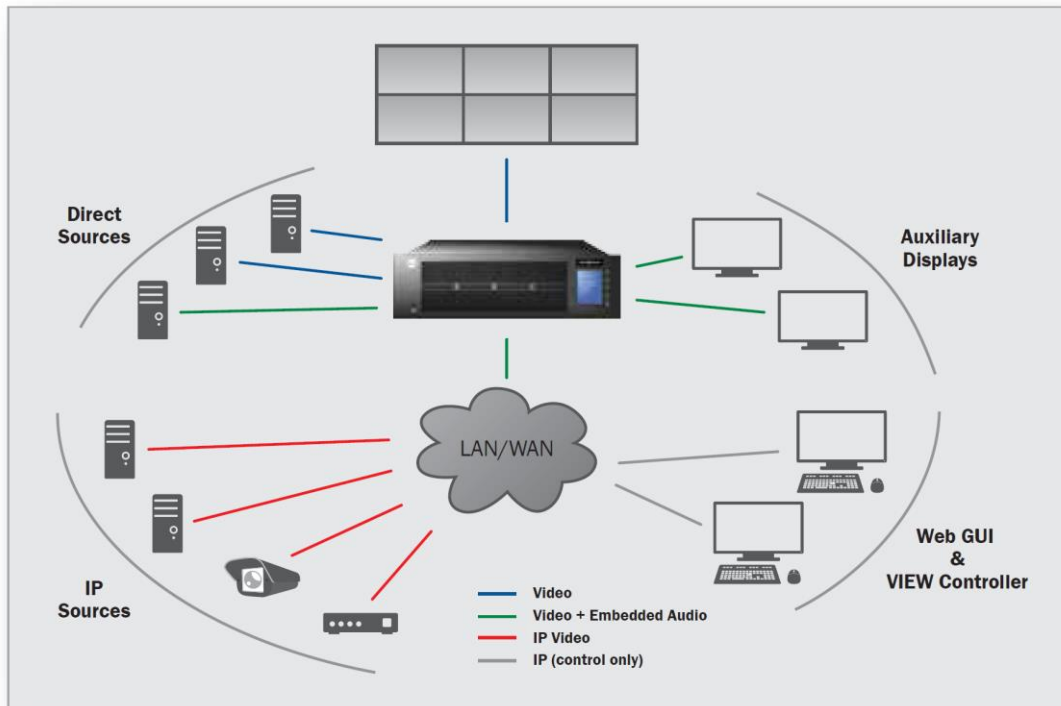 Direct
Sources
Auxiliary
Displays
LAN/WAN
IP
Sources
Web GUI
&
VIEW Controller
Video
Video + Embedded Audio
IP Video
IP (control only)